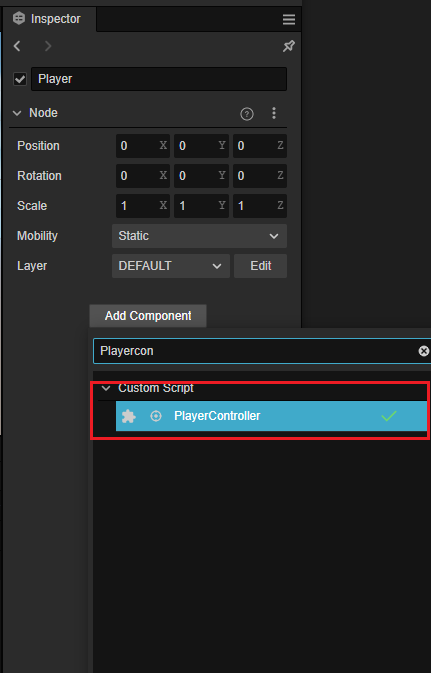 Inspector
Player
Node
Position 0 X 0 Y 0 Z
Rotation 0 X 0 Y 0 Z
Scale 1 X 1 Y 1 Z
Mobility Static
Layer DEFAULT Edit
Add Component
Playercon
Custom Script
PlayerController